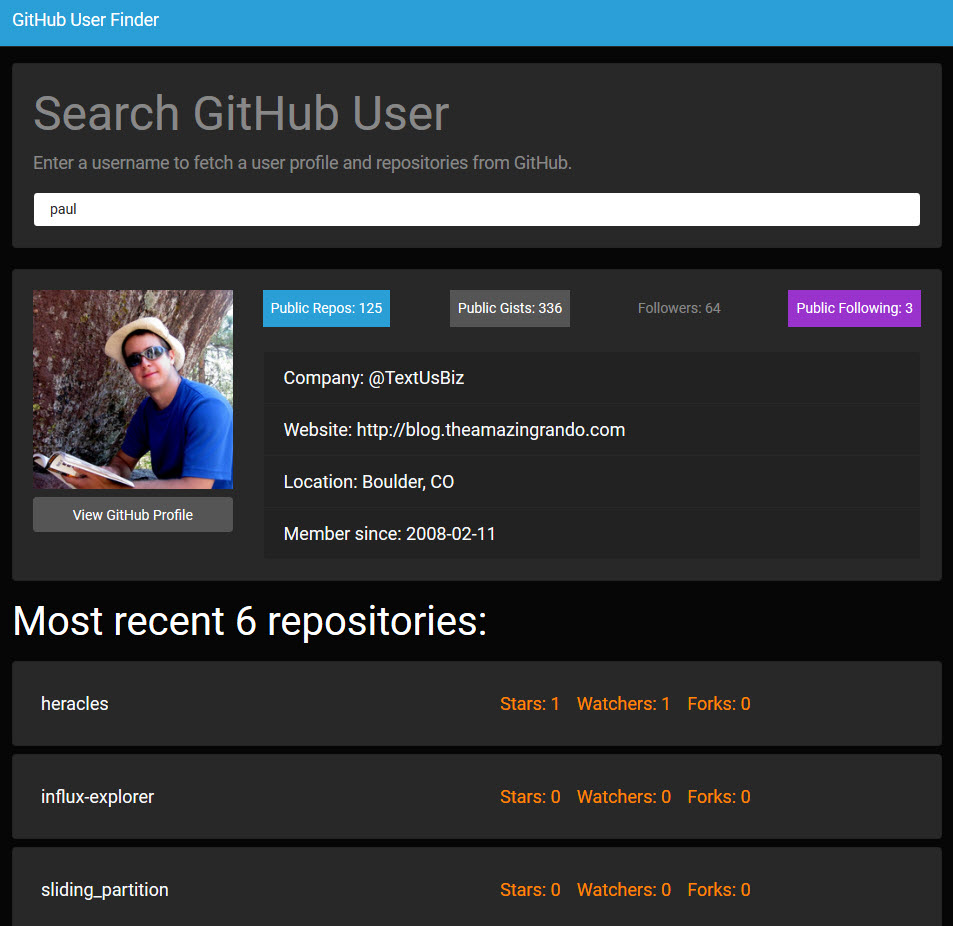 GitHub User Finder
Search GitHub User
Enter a username to fetch a user profile and repositories from GitHub.
paul
Public Repos: 125 Public Gists: 336 Followers: 64 Public Following: 3
Company: @TextUsBiz
Website: http://blog.theamazingrando.com
Location: Boulder, CO
Member since: 2008-02-11
View GitHub Profile
Most recent 6 repositories:
heracles Stars: 1 Watchers: 1 Forks: 0
influx-explorer Stars: 0 Watchers: 0 Forks: 0
sliding_partition Stars: 0 Watchers: 0 Forks: 0